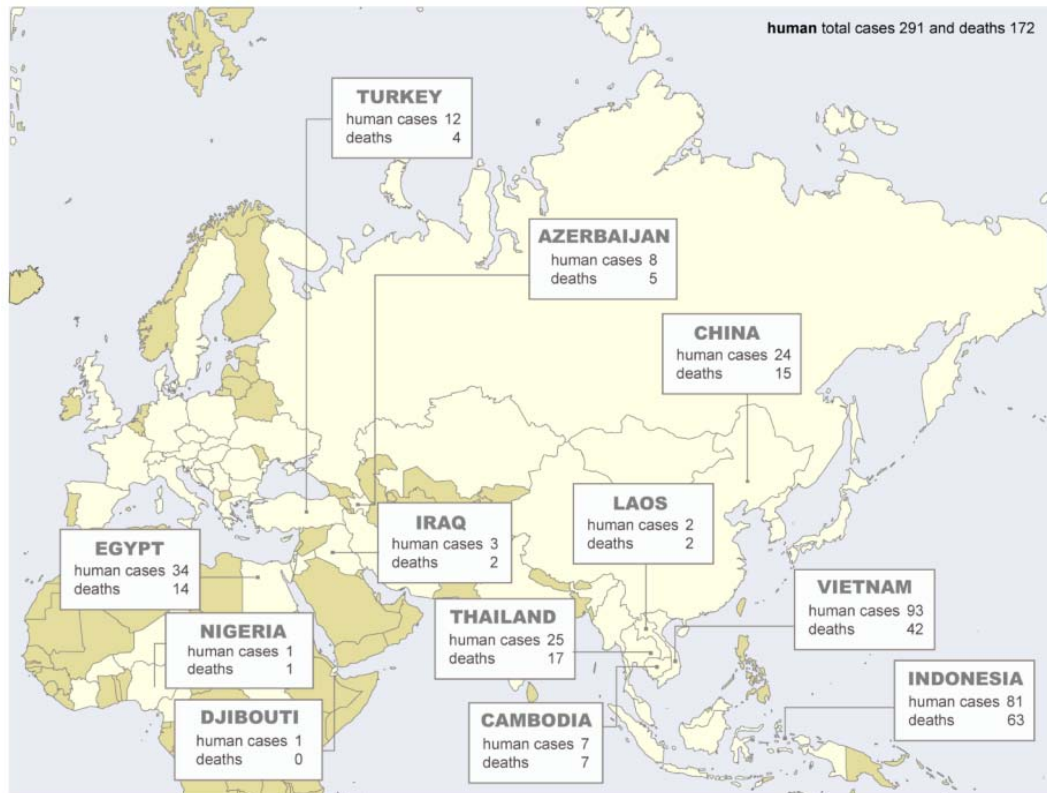 human total cases 291 and deaths 172
TURKEY
human cases 12
deaths 4
AZERBAIJAN
human cases 8
deaths 5
CHINA
human cases 24
deaths 15
LAOS
human cases 2
deaths 2
IRAQ
human cases 3
deaths 2
EGYPT
human cases 34
deaths 14
VIETNAM
human cases 93
deaths 42
THAILAND
human cases 25
deaths 17
NIGERIA
human cases 1
deaths 1
INDONESIA
human cases 81
deaths 63
DJIBOUTI
human cases 1
deaths 0
CAMBODIA
human cases 7
deaths 7